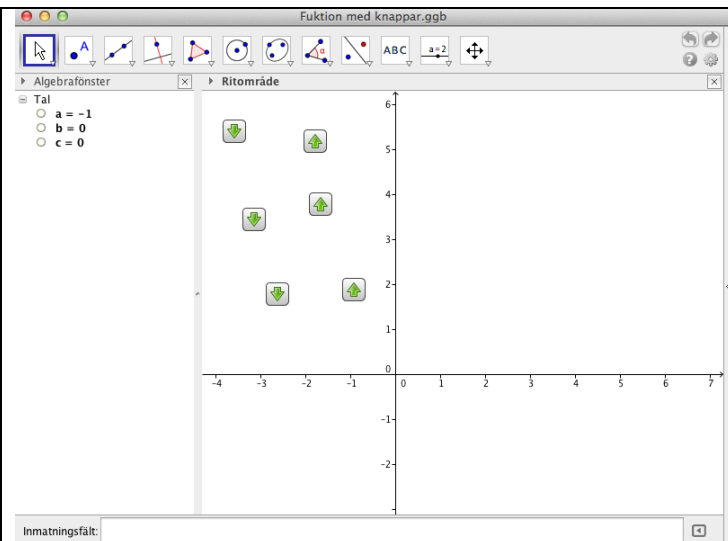 Fuktion med knappar.ggb
A
α
ABC
a=2
Algebrafönster
Ritområde
Tal
a = -1
b = 0
c = 0
6
5
4
3
2
1
0
-4 -3 -2 -1 0 1 2 3 4 5 6 7
-1
-2
Inmatningsfält: